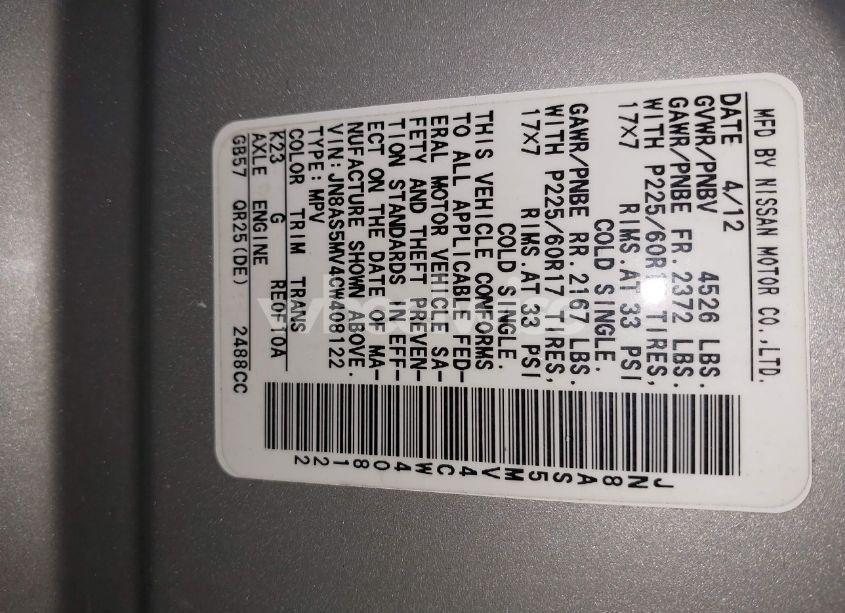 MFD BY NISSAN MOTOR CO.,LTD.
DATE 4/12
GVWR/PNBV 4526 LBS.
GAWR/PNBE FR. 2372 LBS.
WITH P225/60R17 TIRES,
17X7 RIMS.AT 33 PSI
COLD SINGLE.
GAWR/PNBE RR. 2167 LBS.
WITH P225/60R17 TIRES,
17X7 RIMS.AT 33 PSI
COLD SINGLE.
THIS VEHICLE CONFORMS
TO ALL APPLICABLE FED-
ERAL MOTOR VEHICLE SA-
FETY AND THEFT PREVEN-
TION STANDARDS IN EFF-
ECT ON THE DATE OF MA-
NUFACTURE SHOWN ABOVE.
VIN:JN8AS5MV4CW408122
TYPE:MPV
COLOR TRIM TRANS
K23 G RE0F10A
AXLE ENGINE
GB57 QR25(DE) 2488CC
JN8AS5MV4CW408122